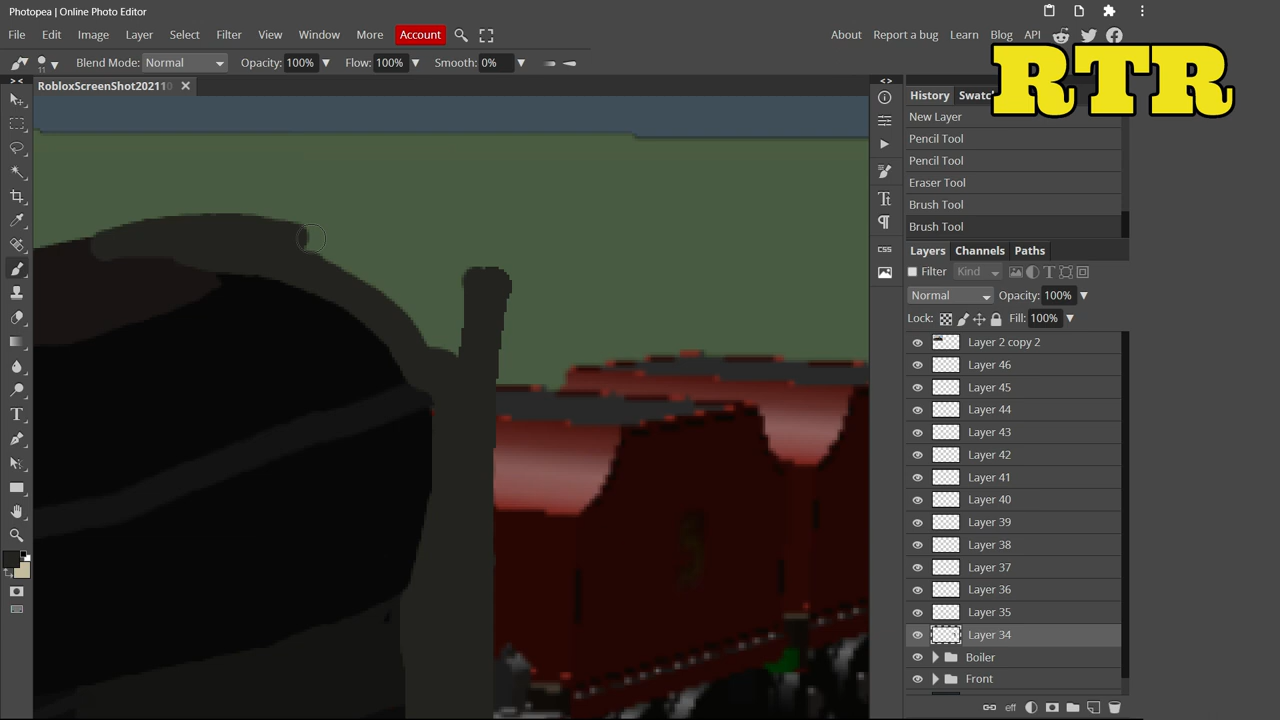 Photopea | Online Photo Editor
File Edit Image Layer Select Filter View Window More Account
About Report a bug Learn Blog API
11 Blend Mode: Normal Opacity: 100% Flow: 100% Smooth: 0%
RTR
RobloxScreenShot202110
History Swatc
New Layer
Pencil Tool
Pencil Tool
Eraser Tool
Brush Tool
Brush Tool
Layers Channels Paths
Filter Kind
Normal Opacity: 100%
Lock: Fill: 100%
Layer 2 copy 2
Layer 46
Layer 45
Layer 44
Layer 43
Layer 42
Layer 41
Layer 40
Layer 39
Layer 38
Layer 37
Layer 36
Layer 35
Layer 34
Boiler
Front
CSS
eff